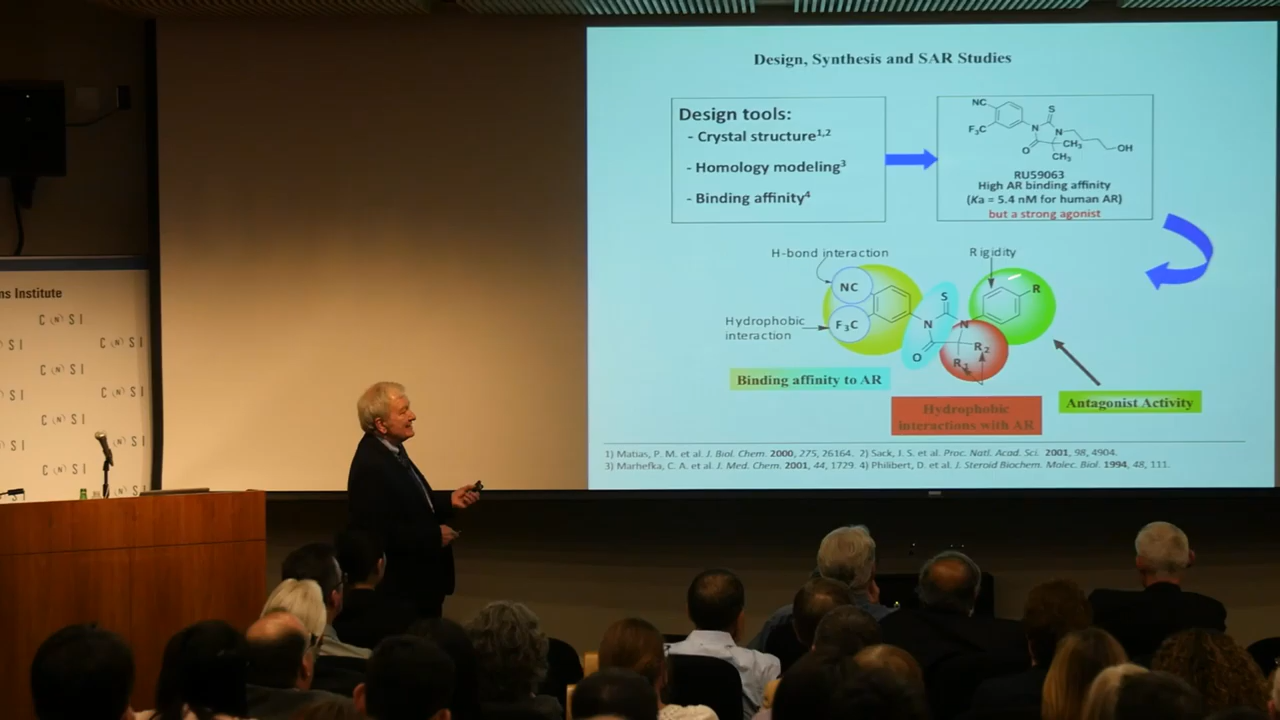 Design, Synthesis and SAR Studies
Design tools:
- Crystal structure1,2
- Homology modeling3
- Binding affinity4
NC
S
F3C
N
N
CH3
OH
O
CH3
RU59063
High AR binding affinity
(Ka = 5.4 nM for human AR)
but a strong agonist
H-bond interaction
Rigidity
NC
S
R
Hydrophobic
interaction
F3C
N
N
O
R2
R1
Binding affinity to AR
Hydrophobic
interactions with AR
Antagonist Activity
1) Matias, P. M. et al. J. Biol. Chem. 2000, 275, 26164. 2) Sack, J. S. et al. Proc. Natl. Acad. Sci. 2001, 98, 4904.
3) Marhefka, C. A. et al. J. Med. Chem. 2001, 44, 1729. 4) Philibert, D. et al. J. Steroid Biochem. Molec. Biol. 1994, 48, 111.
ns Institute
C (N) S I
S I C (N) S I
C (N) S I
S I C (N) S I
C (N) S I
S I (N) S I
C (N) S I
S I